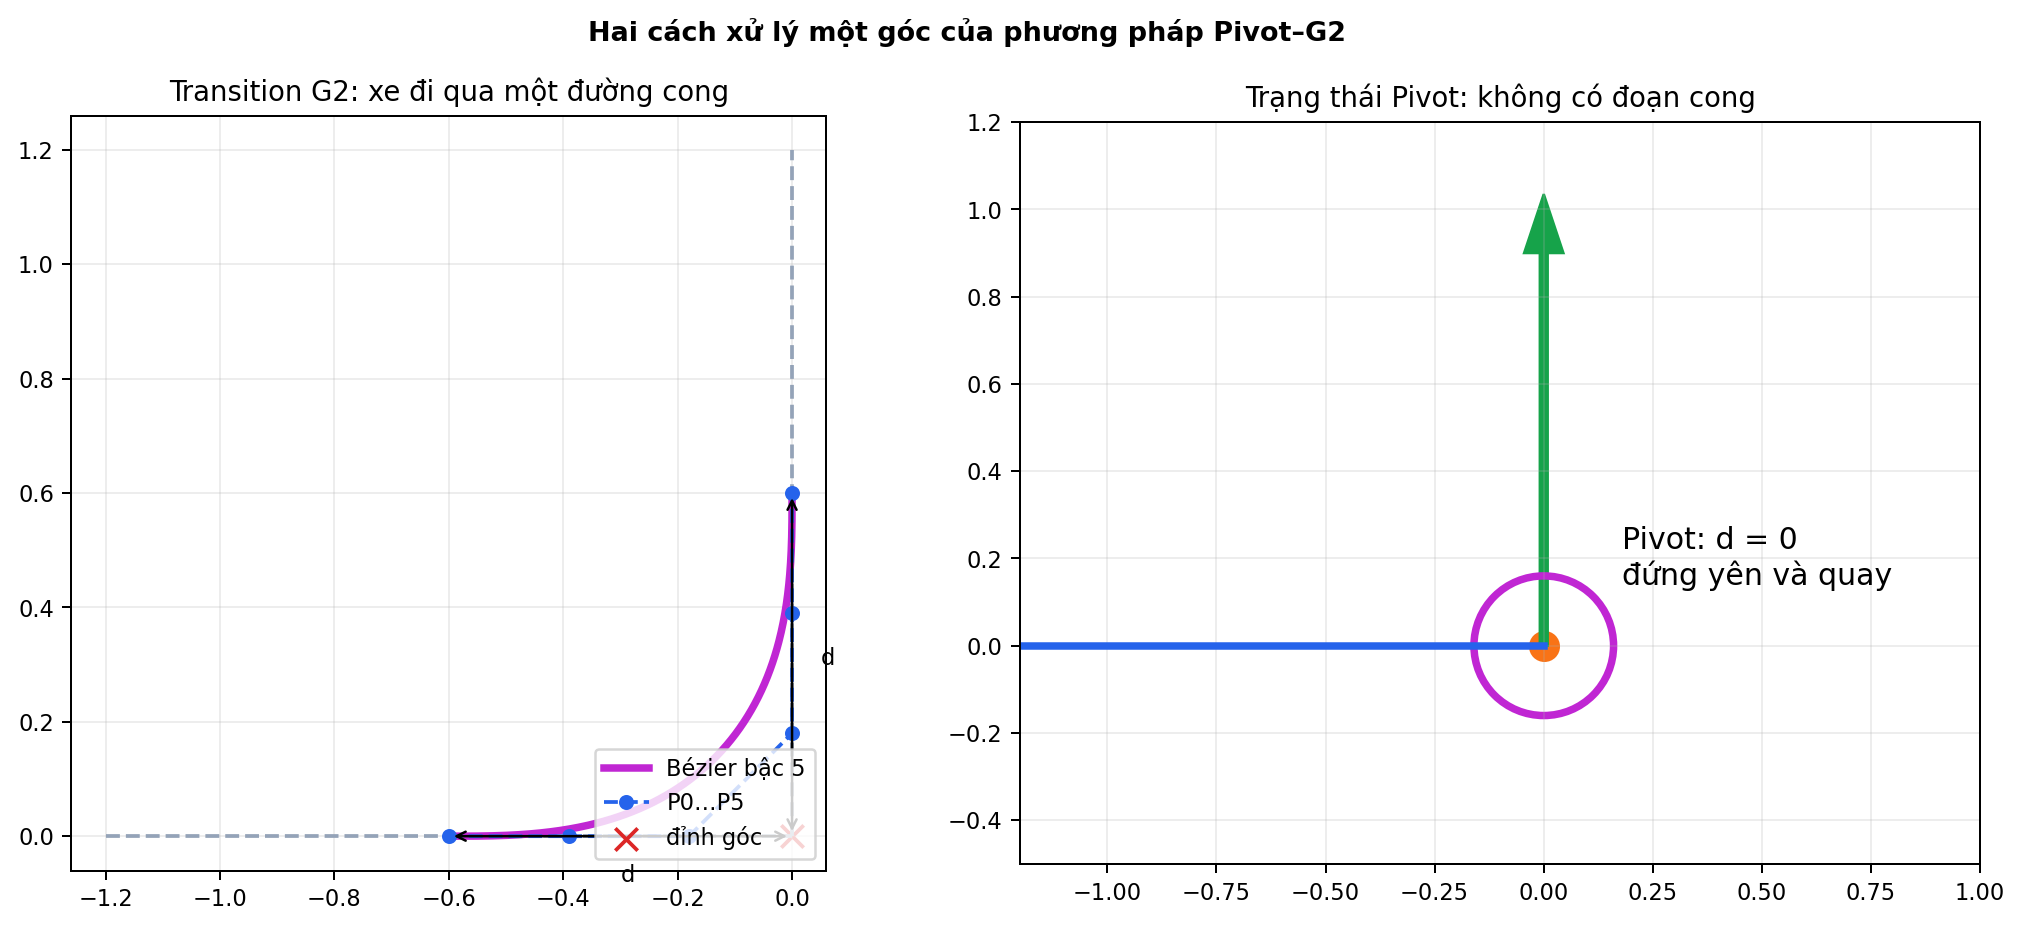 Hai cách xử lý một góc của phương pháp Pivot–G2
Transition G2: xe đi qua một đường cong
1.2
1.0
0.8
0.6
0.4
0.2
0.0
d
Bézier bậc 5
P0...P5
đỉnh góc
d
−1.2 −1.0 −0.8 −0.6 −0.4 −0.2 0.0
Trạng thái Pivot: không có đoạn cong
1.2
1.0
0.8
0.6
0.4
0.2
0.0
−0.2
−0.4
Pivot: d = 0
đứng yên và quay
−1.00 −0.75 −0.50 −0.25 0.00 0.25 0.50 0.75 1.00